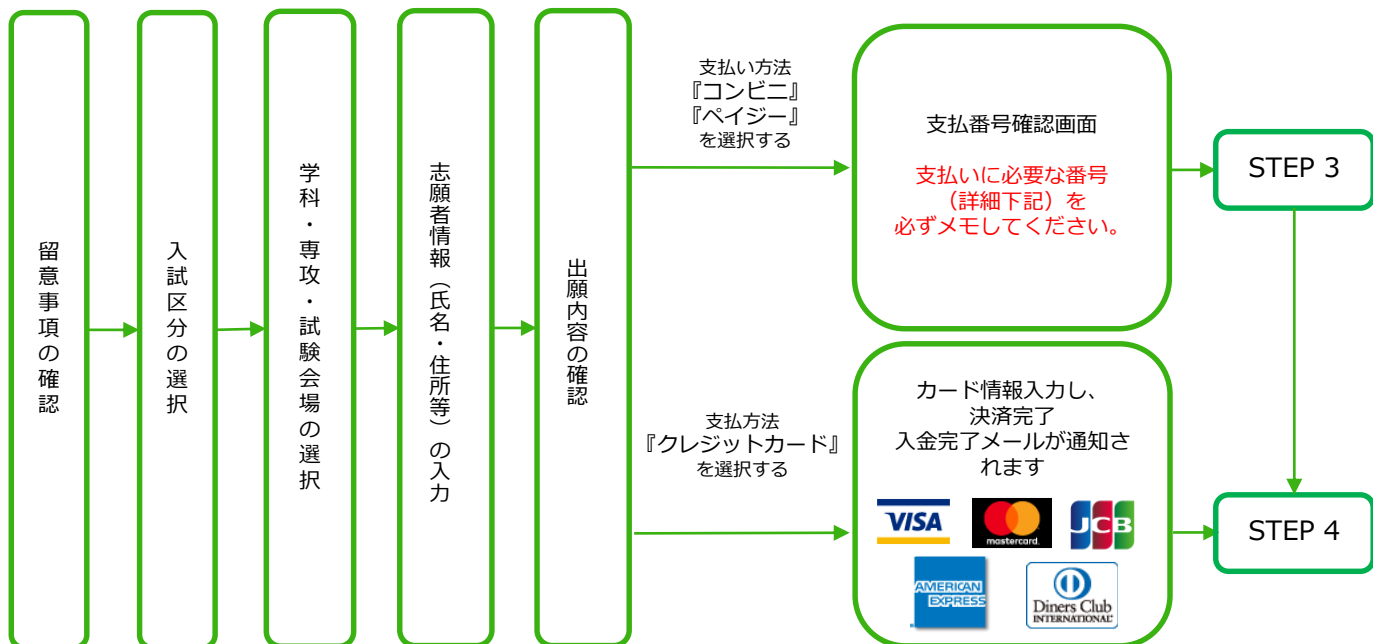 留意事項の確認
入試区分の選択
学科・専攻・試験会場の選択
志願者情報（氏名・住所等）の入力
出願内容の確認
支払い方法
『コンビニ』
『ペイジー』
を選択する
支払番号確認画面
支払いに必要な番号
（詳細下記）を
必ずメモしてください。
STEP 3
支払方法
『クレジットカード』
を選択する
カード情報入力し、
決済完了
入金完了メールが通知さ
れます
VISA
mastercard.
JCB
AMERICAN
EXPRESS
Diners Club
INTERNATIONAL
STEP 4